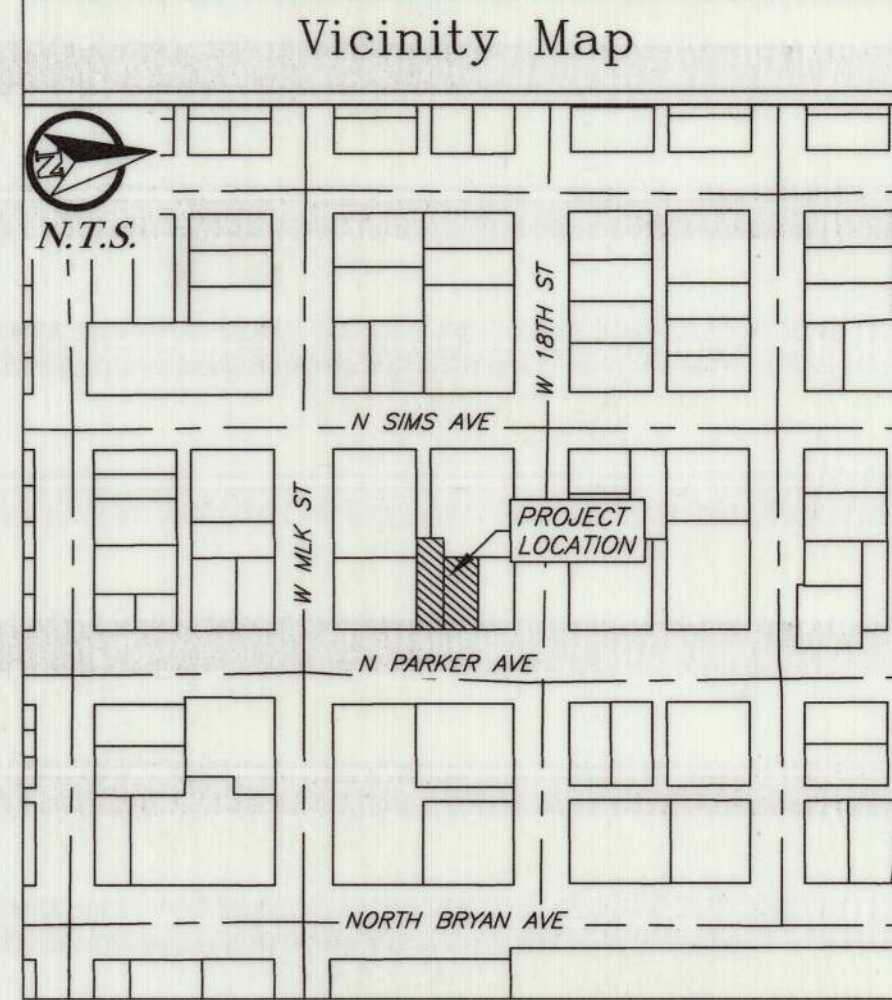 Vicinity Map
N
N.T.S.
W 18TH ST
N SIMS AVE
W MLK ST
PROJECT
LOCATION
N PARKER AVE
NORTH BRYAN AVE